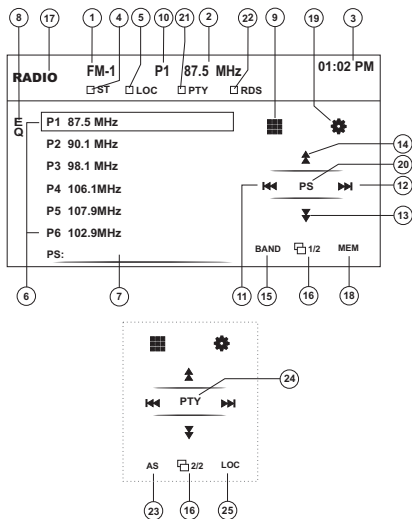 8 17 1 4 5 10 21 2 22 9 19 3
RADIO FM-1 P1 87.5 MHz 01:02 PM
ST LOC PTY RDS
EQ
P1 87.5 MHz
P2 90.1 MHz
P3 98.1 MHz
P4 106.1MHz
P5 107.9MHz
P6 102.9MHz
PS:
14
20
PS
11 12
13
BAND 1/2 MEM
6 7 15 16 18
PTY 24
AS 2/2 LOC
23 16 25